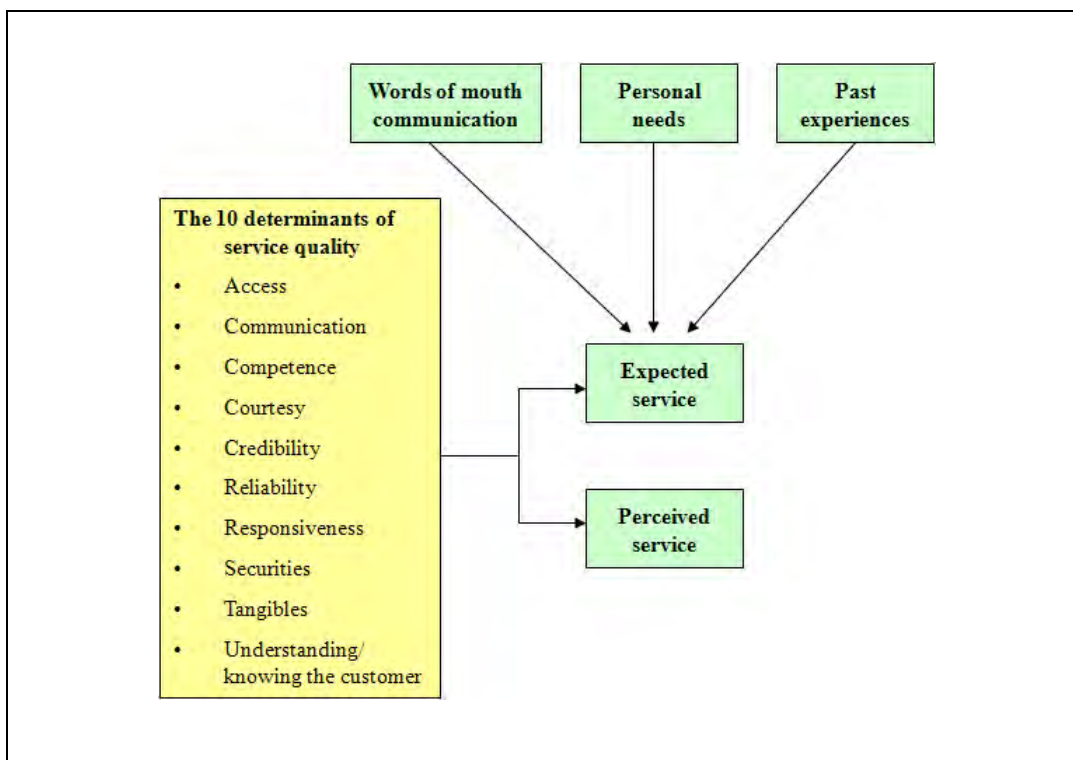 Words of mouth
communication
Personal
needs
Past
experiences
The 10 determinants of
service quality
• Access
• Communication
• Competence
• Courtesy
• Credibility
• Reliability
• Responsiveness
• Securities
• Tangibles
• Understanding/
knowing the customer
Expected
service
Perceived
service